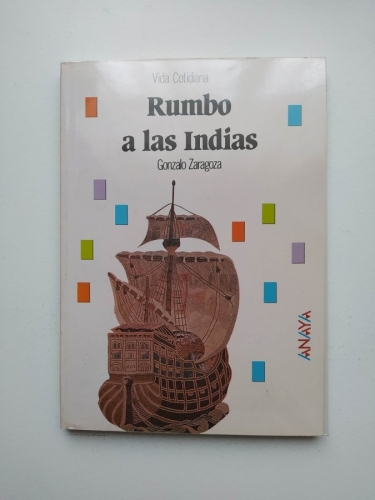 Vida Cotidiana
Rumbo
a las Indias
Gonzalo Zaragoza
ANAYA